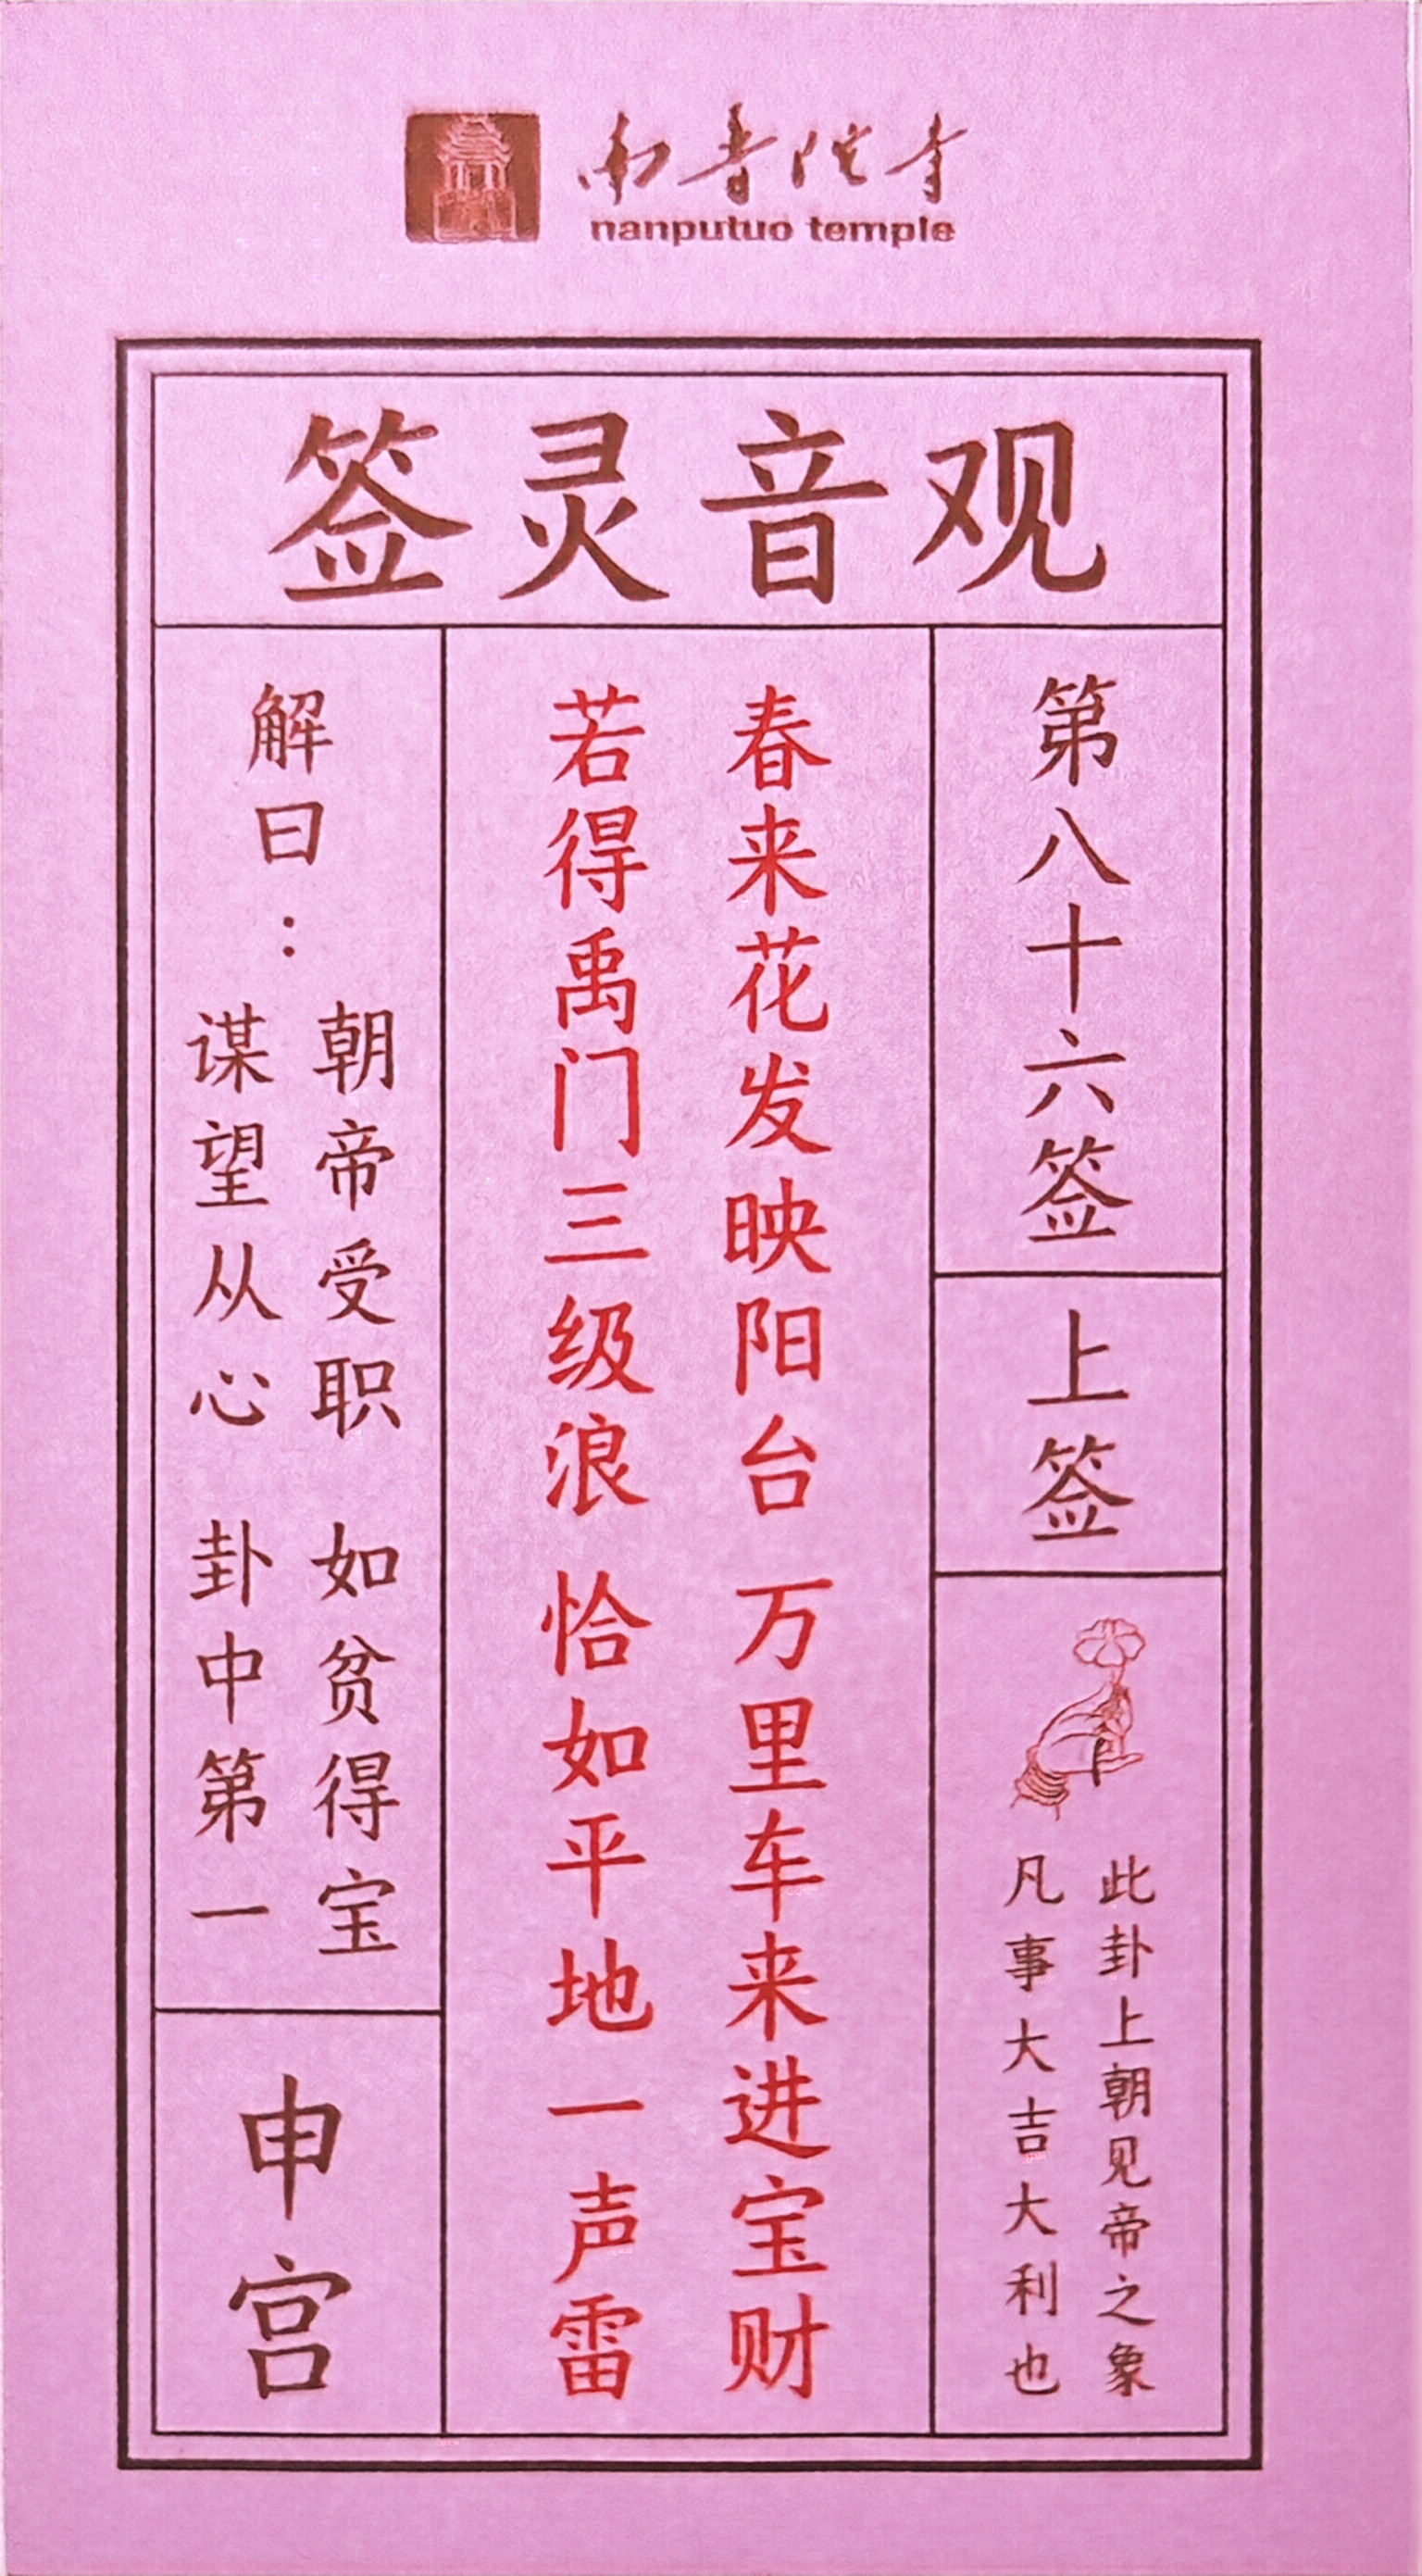 南普陀寺
nanputuo temple
观音灵签
第八十六签
上签
此卦上朝见帝之象
凡事大吉大利也
春来花发映阳台 万里车来进宝财
若得禹门三级浪 恰如平地一声雷
解曰：
朝帝受职 如贫得宝
谋望从心 卦中第一
申宫